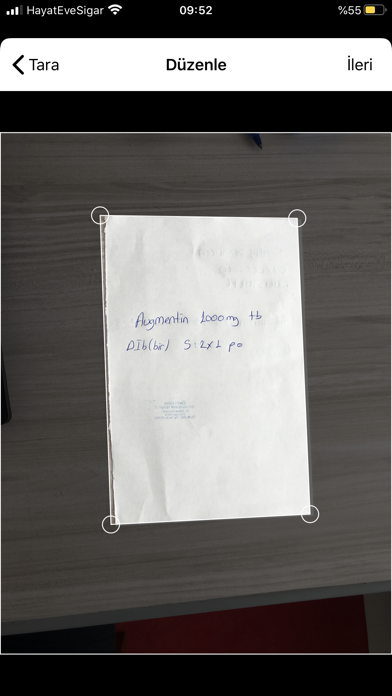 HayatEveSigar 09:52 %55
Tara Düzenle İleri
Augmentin 1000mg tb
DIb(bir) S:2x1 po